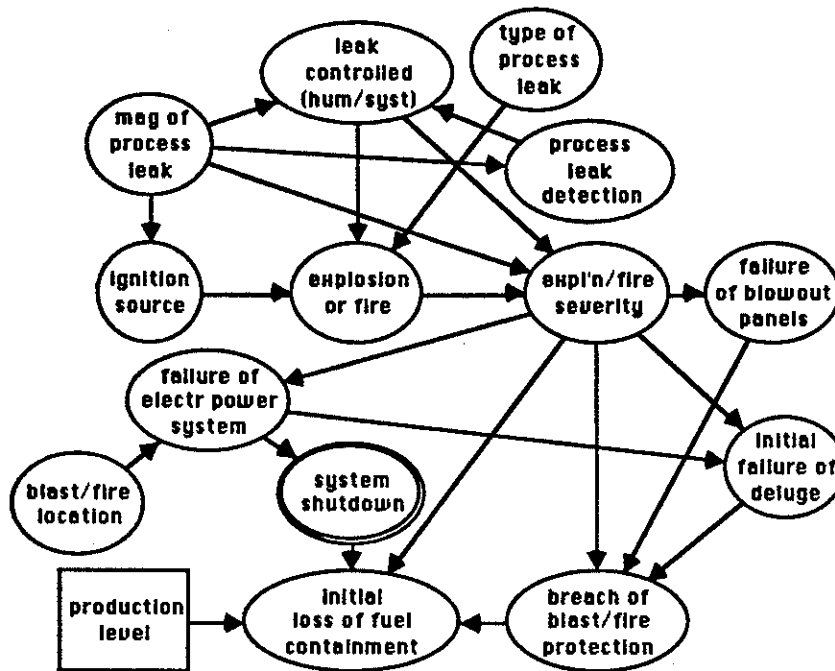 leak
controlled
(hum/syst)
type of
process
leak
mag of
process
leak
process
leak
detection
ignition
source
explosion
or fire
expl'n/fire
severity
failure
of blowout
panels
failure of
electr power
system
initial
failure of
deluge
blast/fire
location
system
shutdown
production
level
initial
loss of fuel
containment
breach of
blast/fire
protection